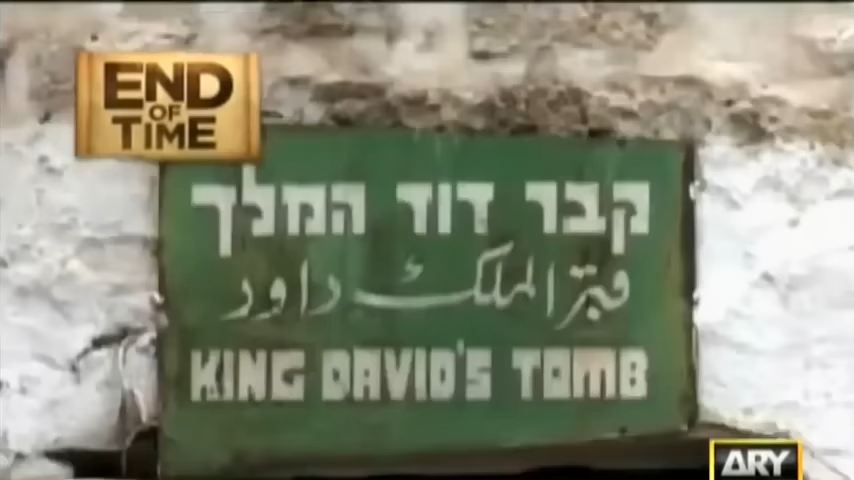 END
OF
TIME
קבר דוד המלך
قبر الملك داود
KING DAVID'S TOMB
ARY